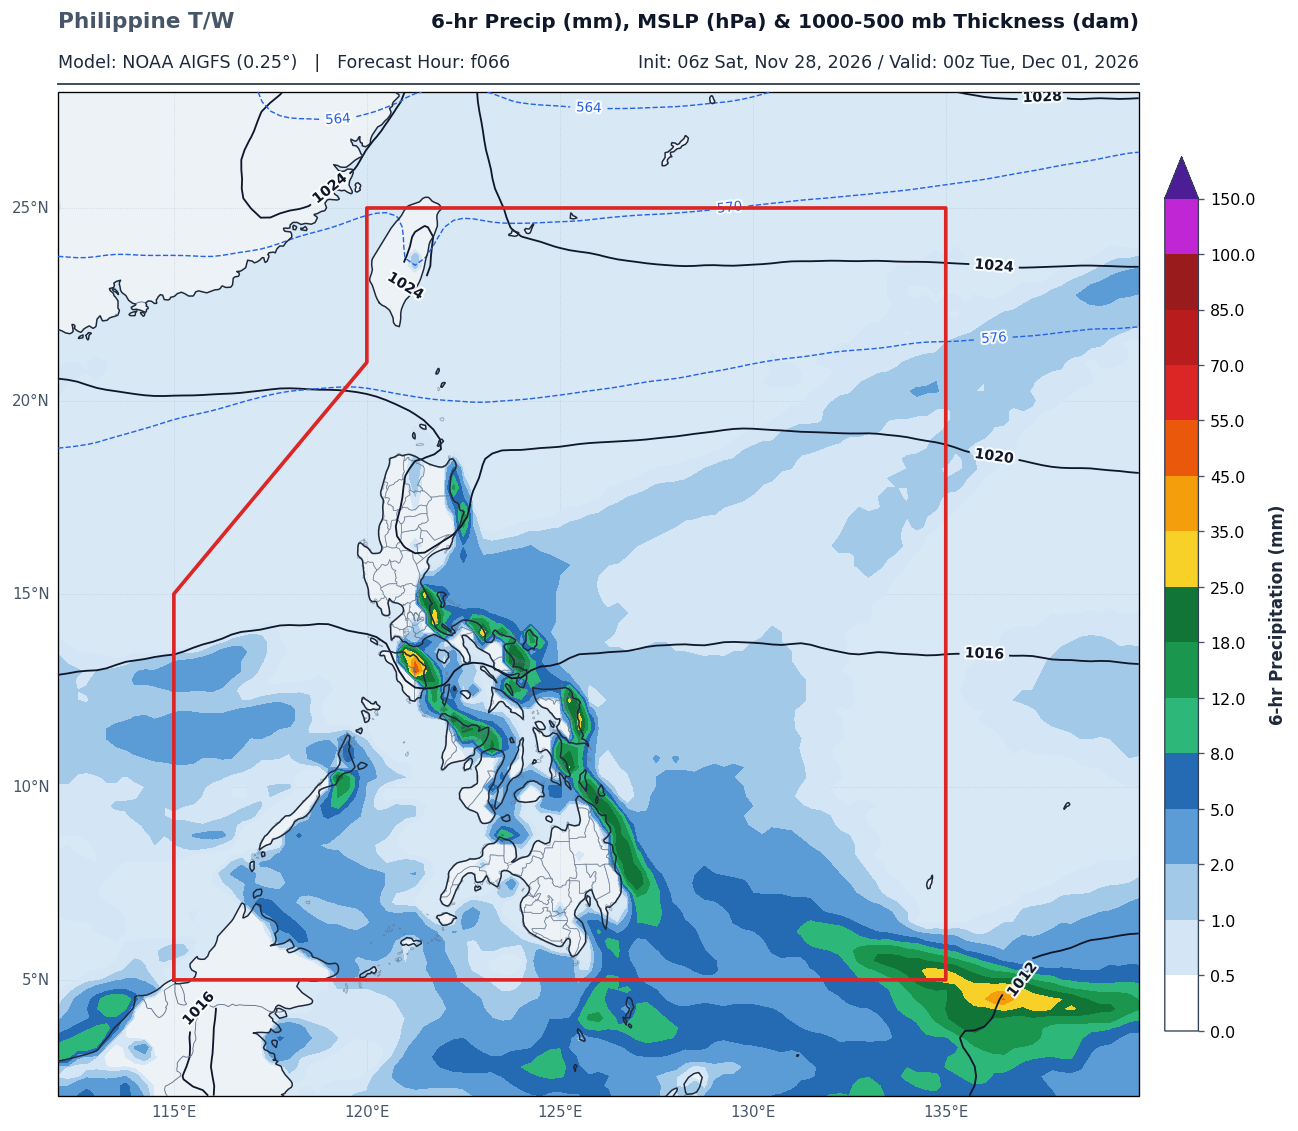 Philippine T/W
6-hr Precip (mm), MSLP (hPa) & 1000-500 mb Thickness (dam)
Model: NOAA AIGFS (0.25°) | Forecast Hour: f066
Init: 06z Sat, Nov 28, 2026 / Valid: 00z Tue, Dec 01, 2026
1028
564
564
1024
25°N
570
1024
1024
576
20°N
1020
15°N
1016
10°N
5°N
1012
1016
115°E
120°E
125°E
130°E
135°E
150.0
100.0
85.0
70.0
55.0
45.0
35.0
25.0
18.0
12.0
8.0
5.0
2.0
1.0
0.5
0.0
6-hr Precipitation (mm)